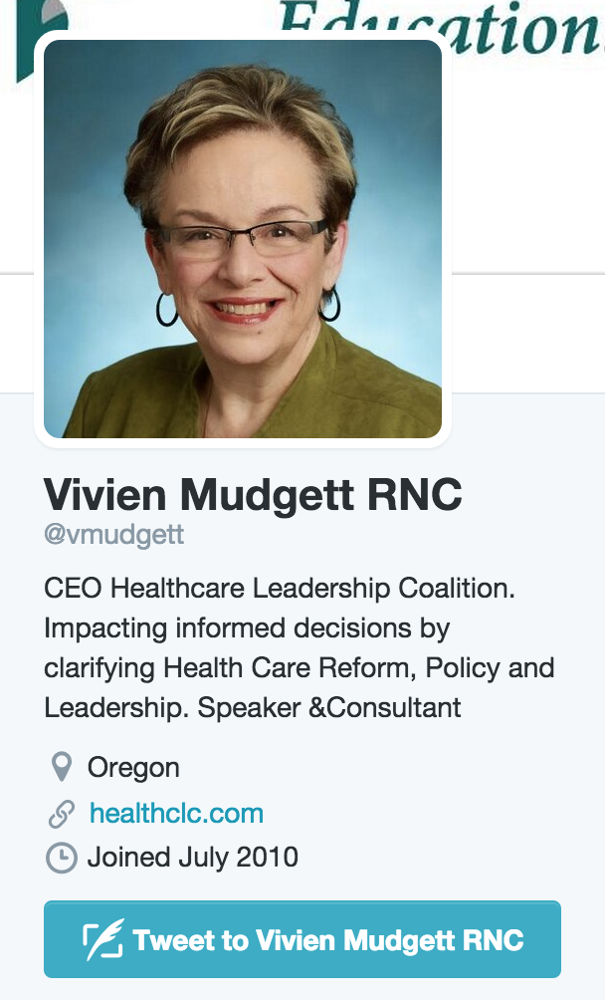 Education
Vivien Mudgett RNC
@vmudgett
CEO Healthcare Leadership Coalition.
Impacting informed decisions by
clarifying Health Care Reform, Policy and
Leadership. Speaker &Consultant
Oregon
healthclc.com
Joined July 2010
Tweet to Vivien Mudgett RNC